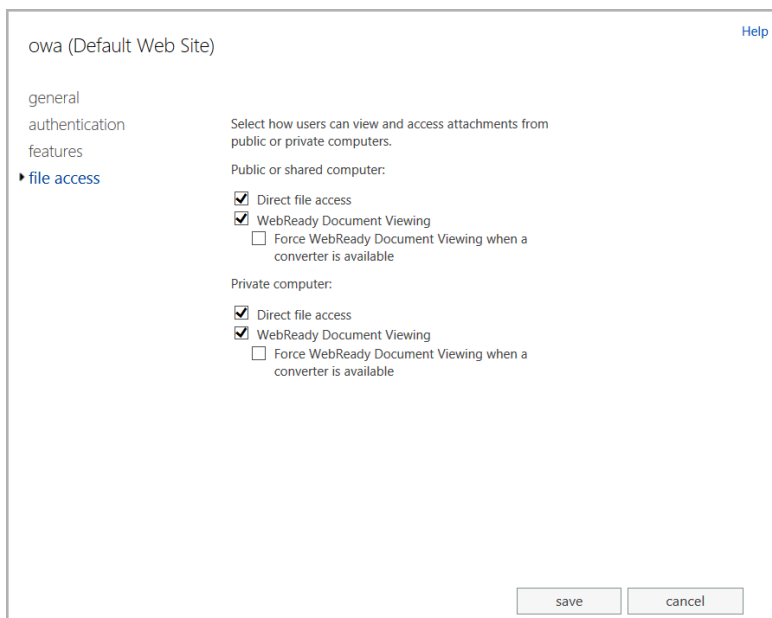 Help
owa (Default Web Site)
general
authentication
features
file access
Select how users can view and access attachments from
public or private computers.
Public or shared computer:
Direct file access
WebReady Document Viewing
Force WebReady Document Viewing when a
converter is available
Private computer:
Direct file access
WebReady Document Viewing
Force WebReady Document Viewing when a
converter is available
save
cancel